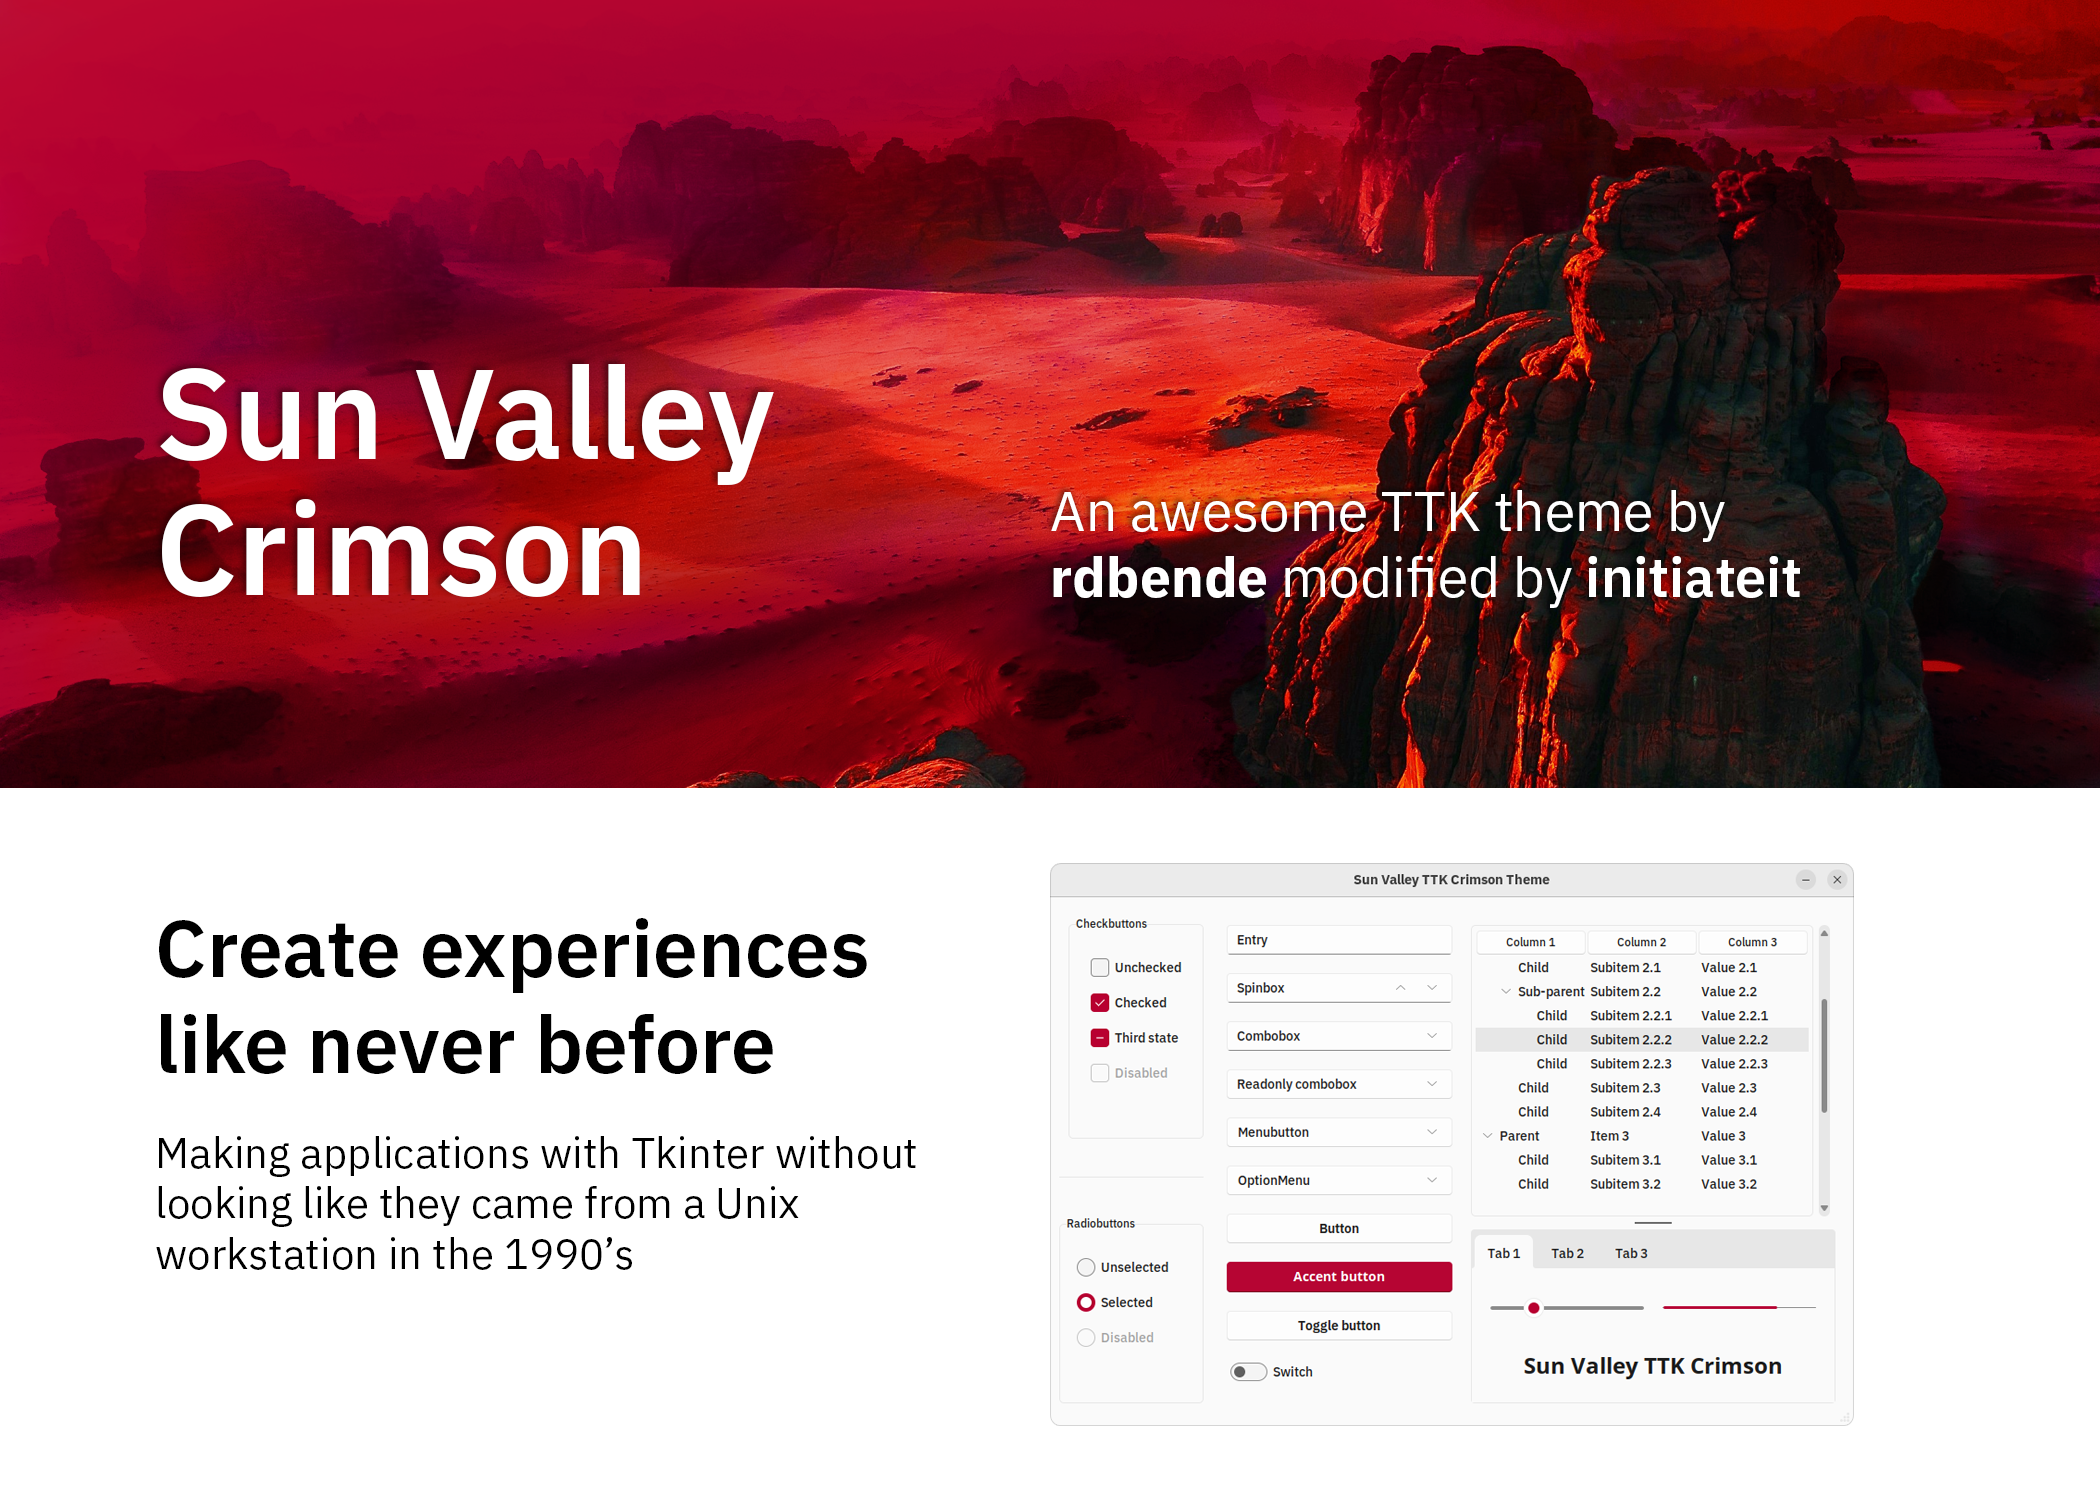 Sun Valley
Crimson
An awesome TTK theme by
rdbende modified by initiateit
Create experiences
like never before
Making applications with Tkinter without
looking like they came from a Unix
workstation in the 1990’s
Sun Valley TTK Crimson Theme
Checkbuttons
Unchecked
Checked
Third state
Disabled
Radiobuttons
Unselected
Selected
Disabled
Entry
Spinbox
Combobox
Readonly combobox
Menubutton
OptionMenu
Button
Accent button
Toggle button
Switch
Column 1 Column 2 Column 3
Child Subitem 2.1 Value 2.1
Sub-parent Subitem 2.2 Value 2.2
Child Subitem 2.2.1 Value 2.2.1
Child Subitem 2.2.2 Value 2.2.2
Child Subitem 2.2.3 Value 2.2.3
Child Subitem 2.3 Value 2.3
Child Subitem 2.4 Value 2.4
Parent Item 3 Value 3
Child Subitem 3.1 Value 3.1
Child Subitem 3.2 Value 3.2
Tab 1 Tab 2 Tab 3
Sun Valley TTK Crimson